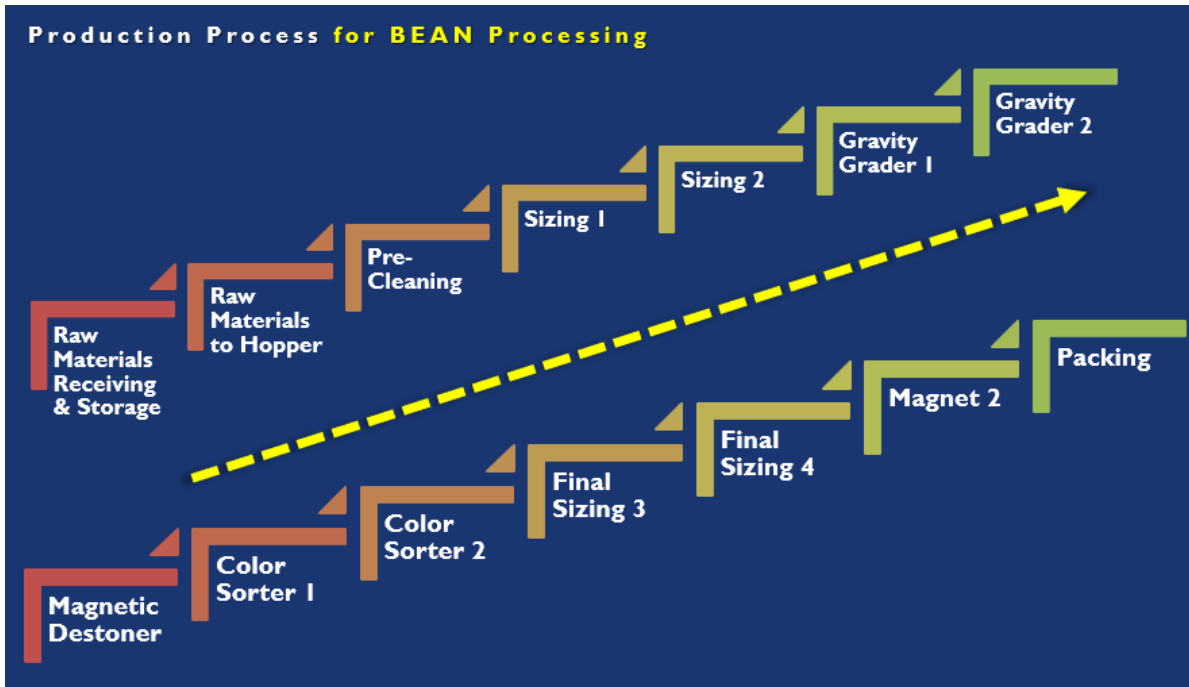 Production Process for BEAN Processing
Raw
Materials
Receiving
& Storage
Raw
Materials
to Hopper
Pre-
Cleaning
Sizing 1
Sizing 2
Gravity
Grader 1
Gravity
Grader 2
Magnetic
Destoner
Color
Sorter 1
Color
Sorter 2
Final
Sizing 3
Final
Sizing 4
Magnet 2
Packing